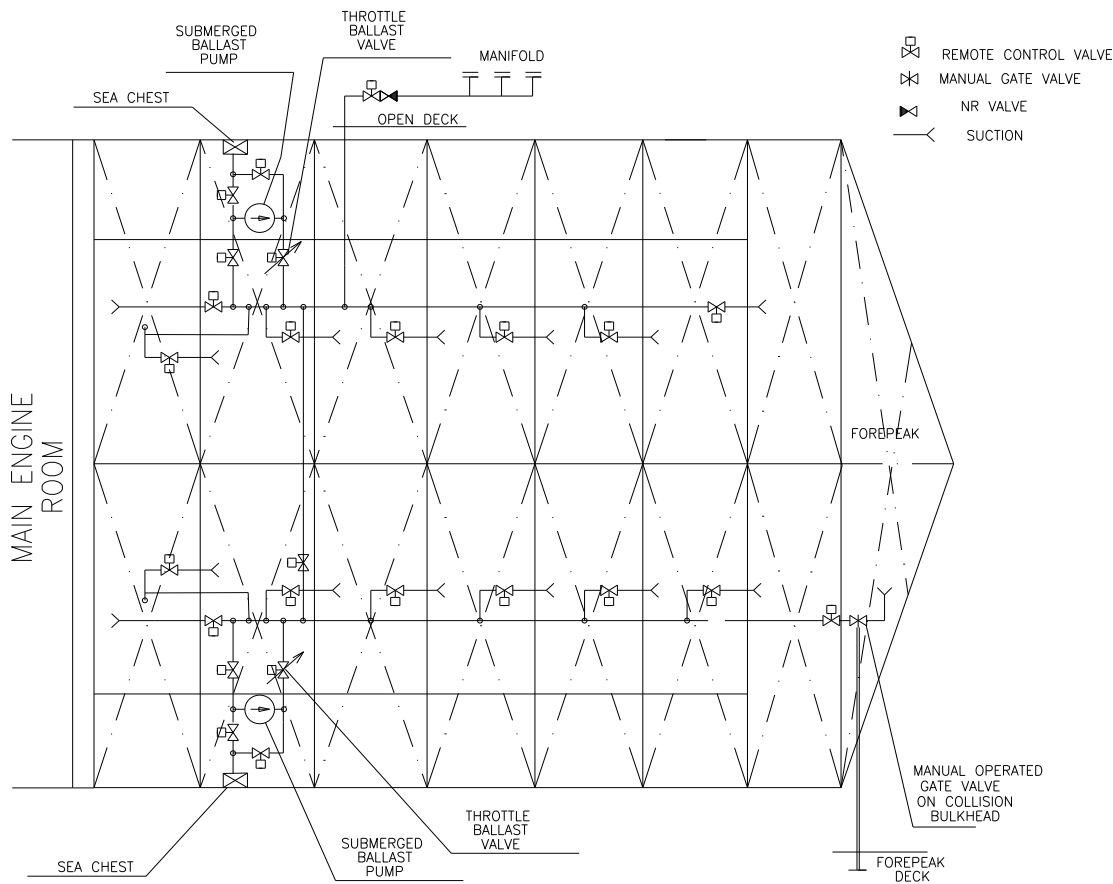 SUBMERGED
BALLAST
PUMP
THROTTLE
BALLAST
VALVE
MANIFOLD
SEA CHEST
OPEN DECK
REMOTE CONTROL VALVE
MANUAL GATE VALVE
NR VALVE
SUCTION
MAIN ENGINE
ROOM
FOREPEAK
MANUAL OPERATED
GATE VALVE
ON COLLISION
BULKHEAD
THROTTLE
BALLAST
VALVE
SUBMERGED
BALLAST
PUMP
SEA CHEST
FOREPEAK
DECK